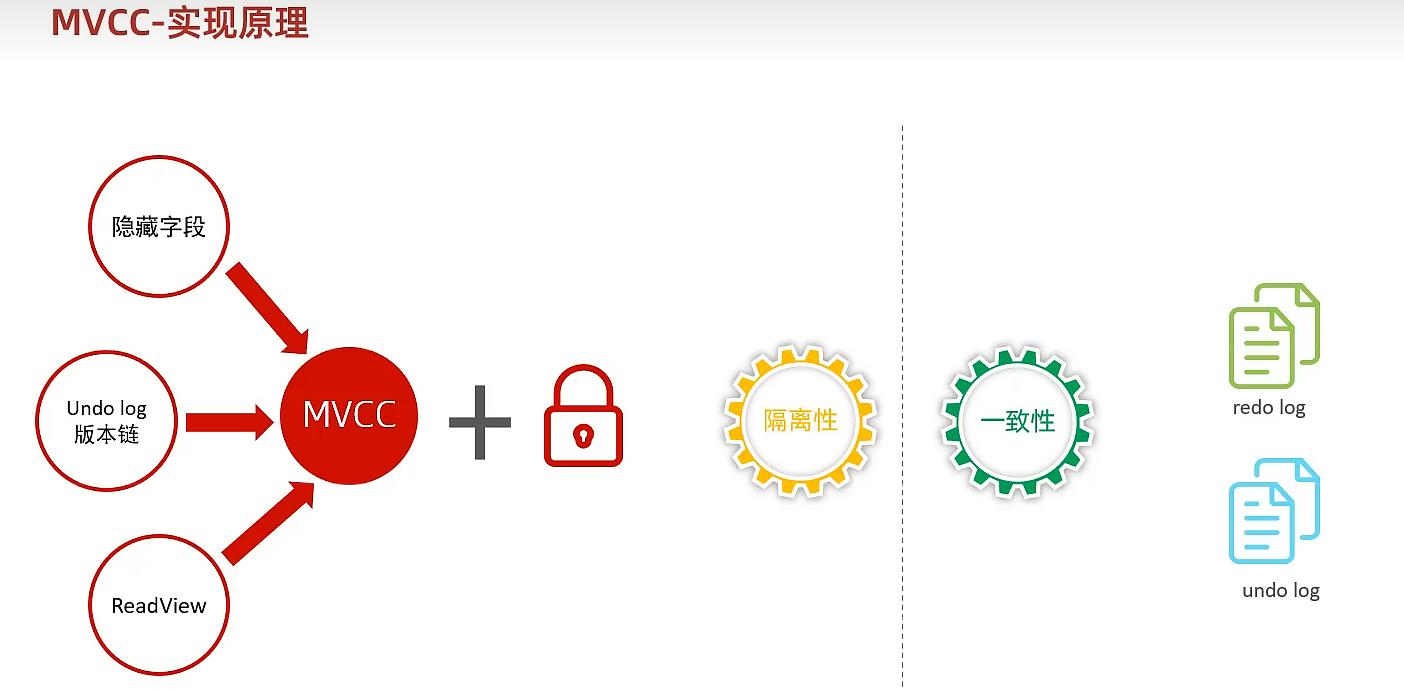 MVCC-实现原理
隐藏字段
Undo log
版本链
ReadView
MVCC
隔离性
一致性
redo log
undo log